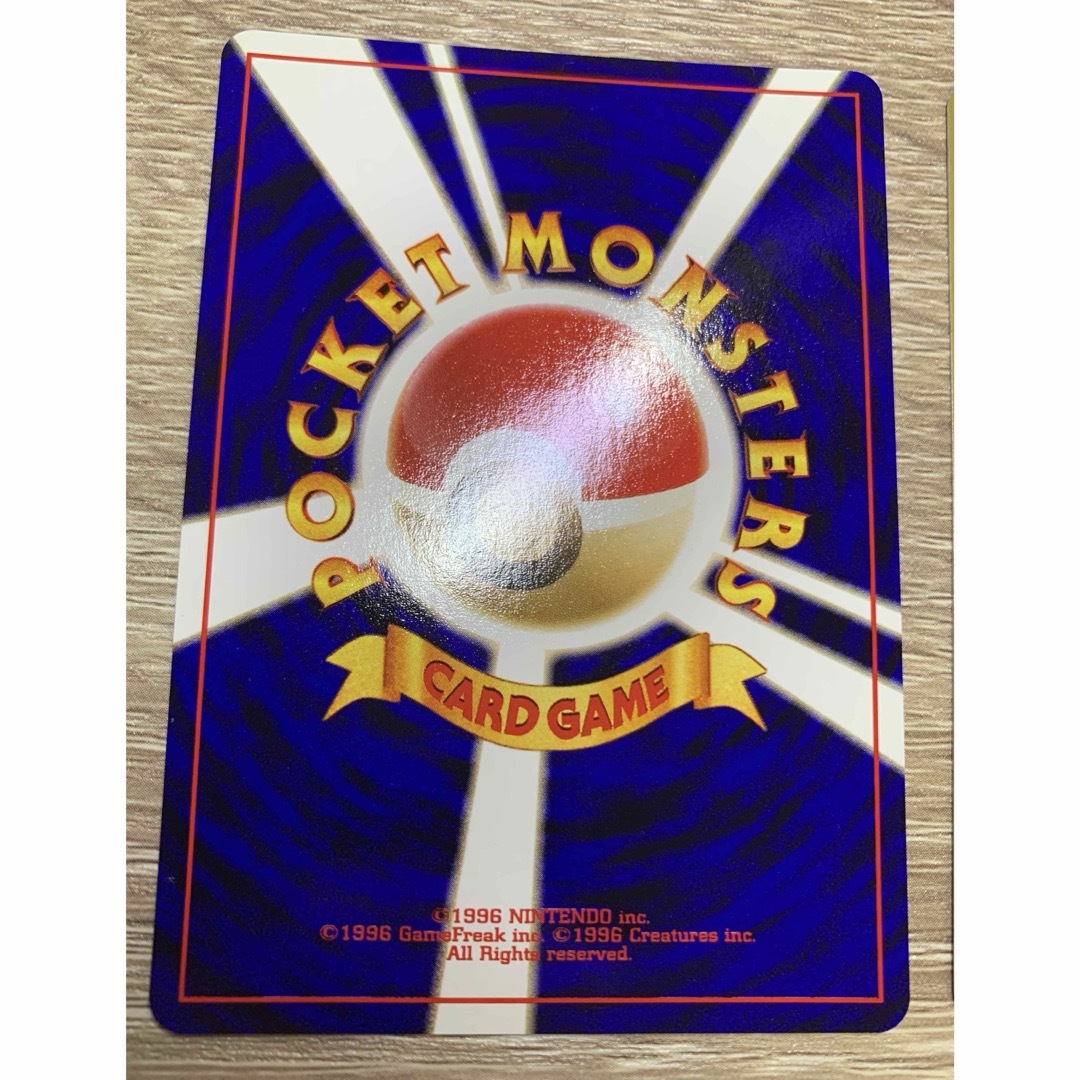 POCKET MONSTERS
CARD GAME
©1996 NINTENDO inc.
©1996 GameFreak inc. ©1996 Creatures inc.
All Rights reserved.